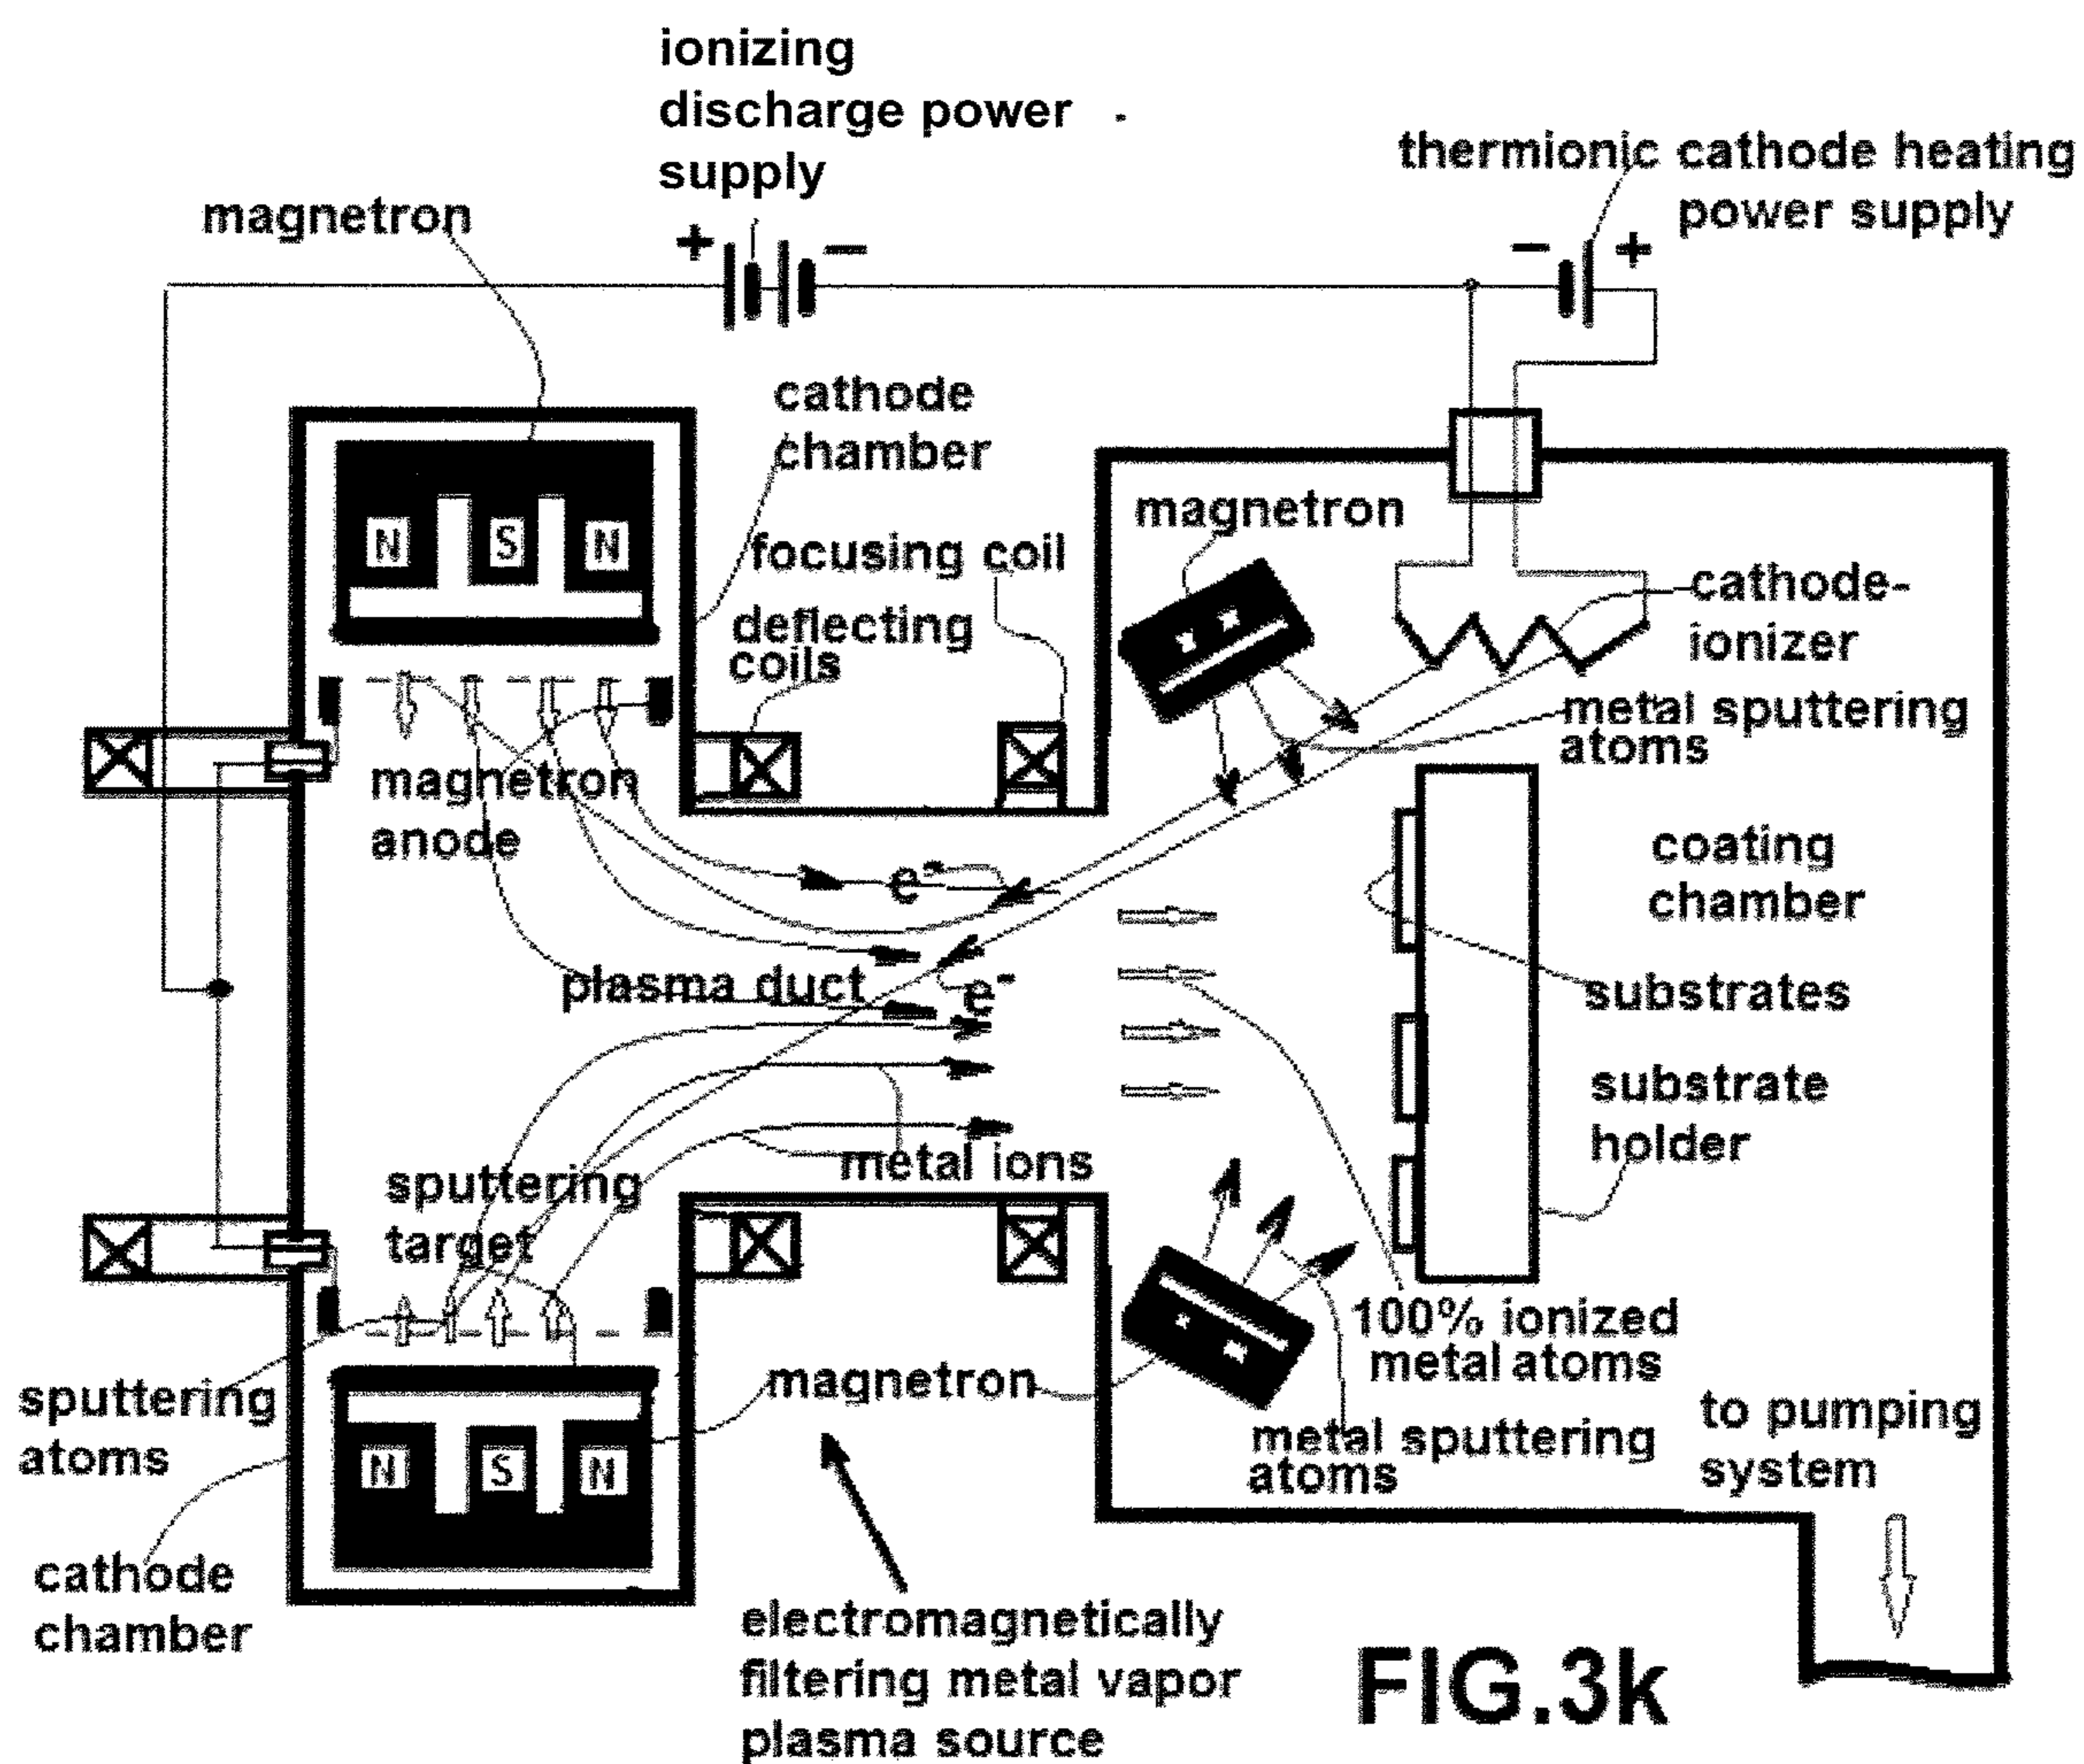 ionizing
discharge power
supply
thermionic cathode heating
power supply
magnetron
+
−
−
+
cathode
chamber
magnetron
N
S
N
focusing coil
deflecting
coils
cathode-
ionizer
metal sputtering
atoms
magnetron
anode
coating
chamber
e-
plasma duct
e-
substrates
substrate
holder
metal ions
sputtering
target
100% ionized
metal atoms
sputtering
atoms
magnetron
metal sputtering
atoms
to pumping
system
N
S
N
cathode
chamber
electromagnetically
filtering metal vapor
plasma source
FIG.3k